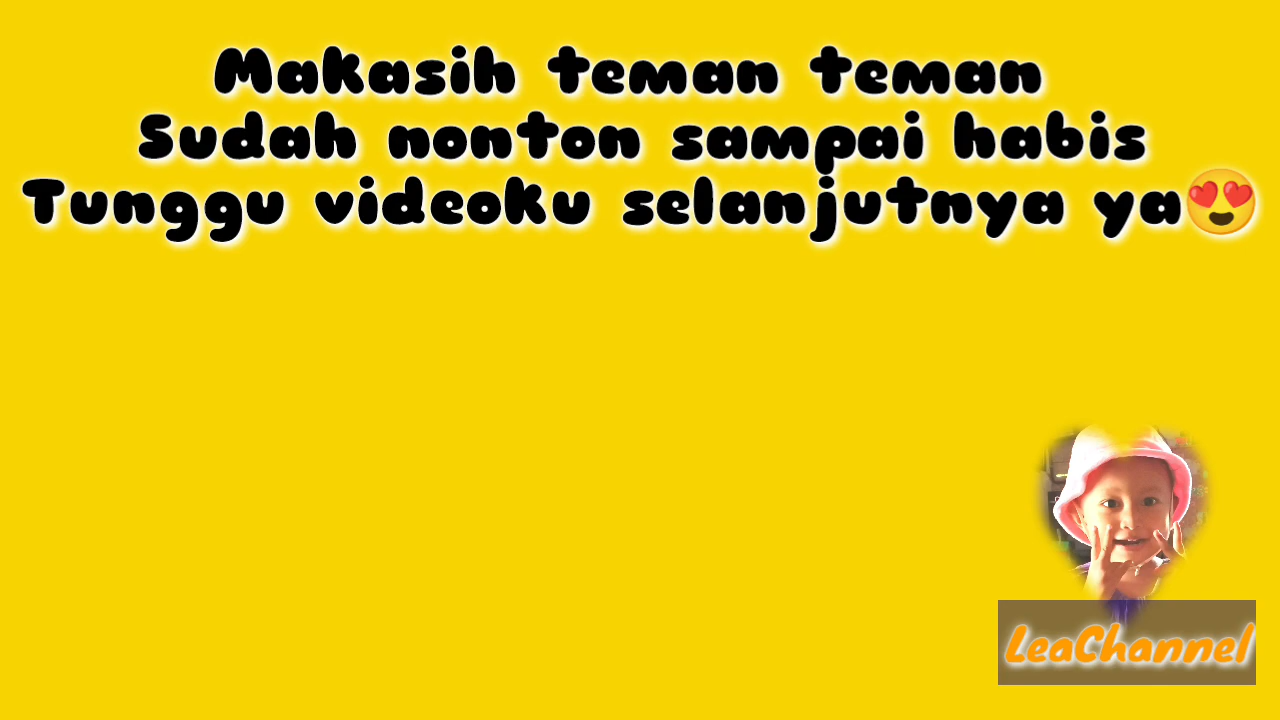 Makasih teman teman
Sudah nonton sampai habis
Tunggu videoku selanjutnya ya😍
LeaChannel